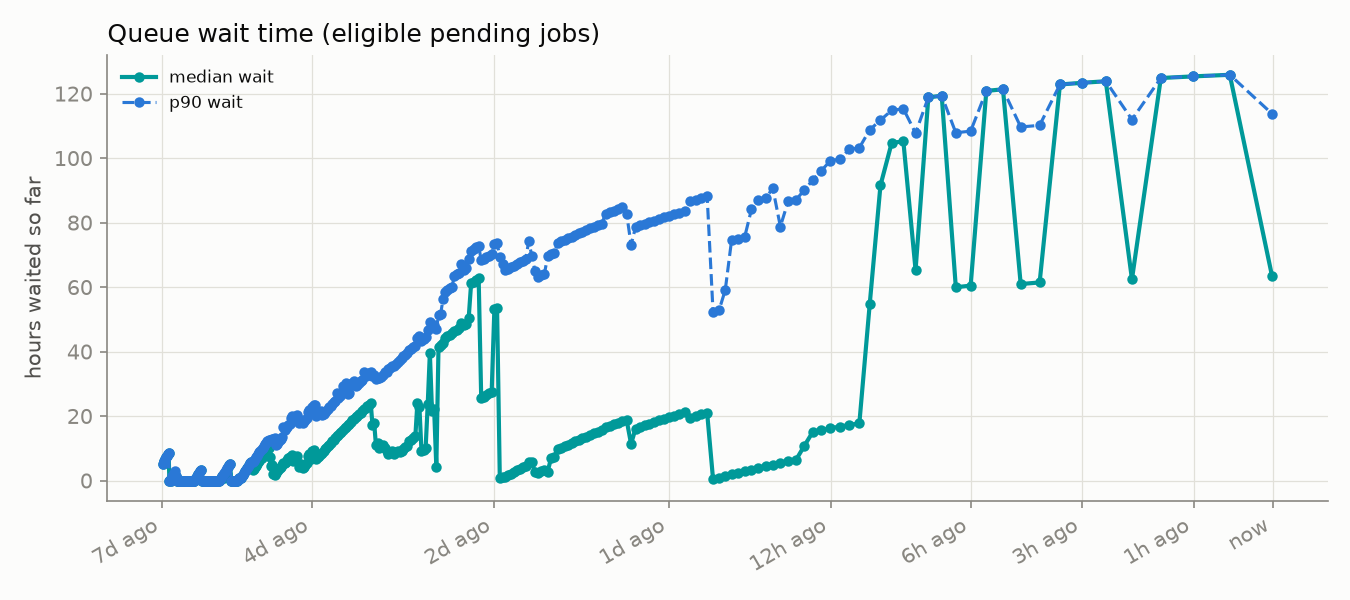 Queue wait time (eligible pending jobs)
median wait
p90 wait
hours waited so far
120
100
80
60
40
20
0
7d ago
4d ago
2d ago
1d ago
12h ago
6h ago
3h ago
1h ago
now